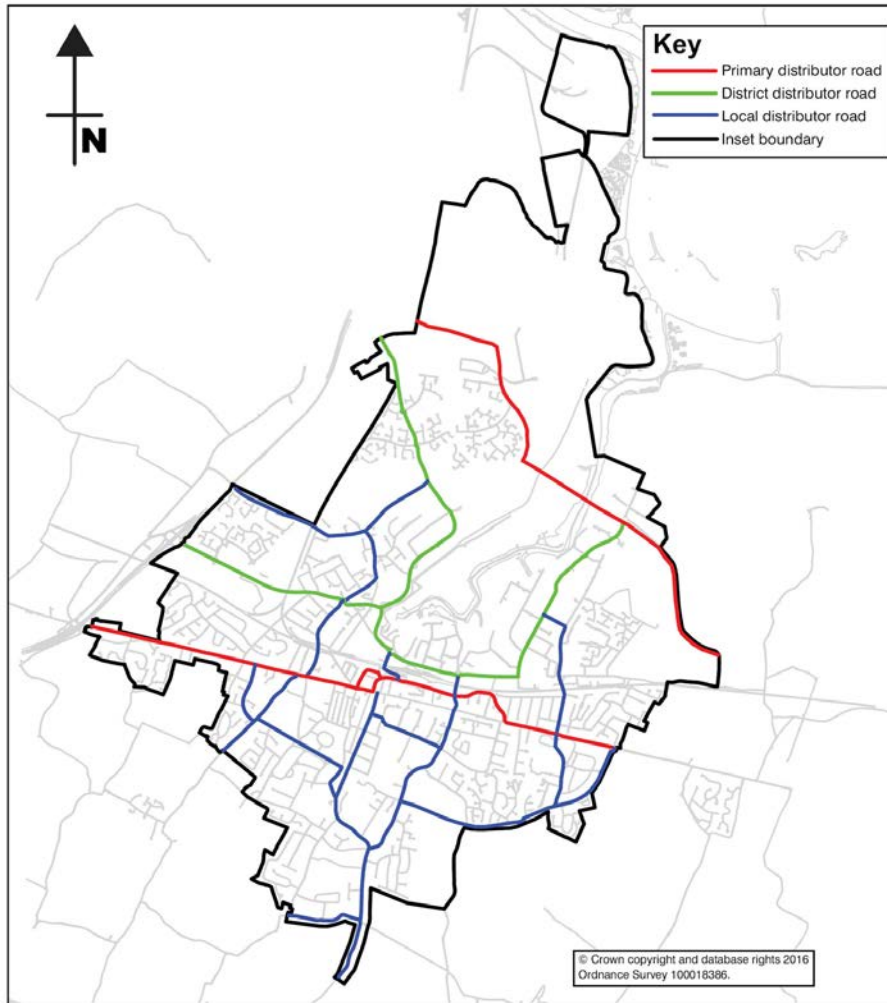 N
Key
Primary distributor road
District distributor road
Local distributor road
Inset boundary
© Crown copyright and database rights 2016
Ordnance Survey 100018386.